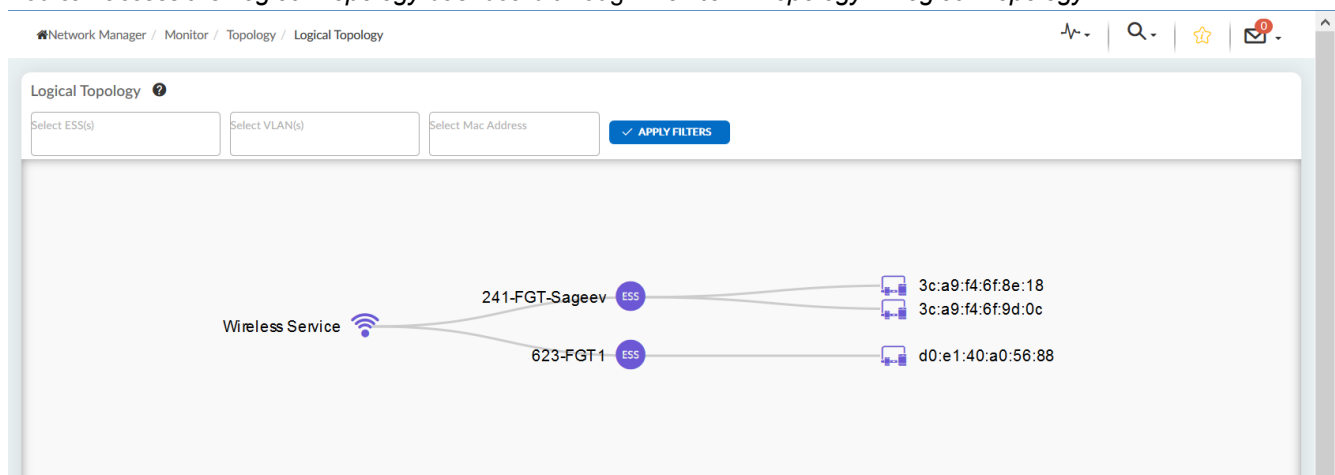 Network Manager / Monitor / Topology / Logical Topology
0
Logical Topology ?
Select ESS(s) Select VLAN(s) Select Mac Address ✓ APPLY FILTERS
3c:a9:f4:6f:8e:18
241-FGT-Sageev ESS
3c:a9:f4:6f:9d:0c
Wireless Service
623-FGT1 ESS d0:e1:40:a0:56:88